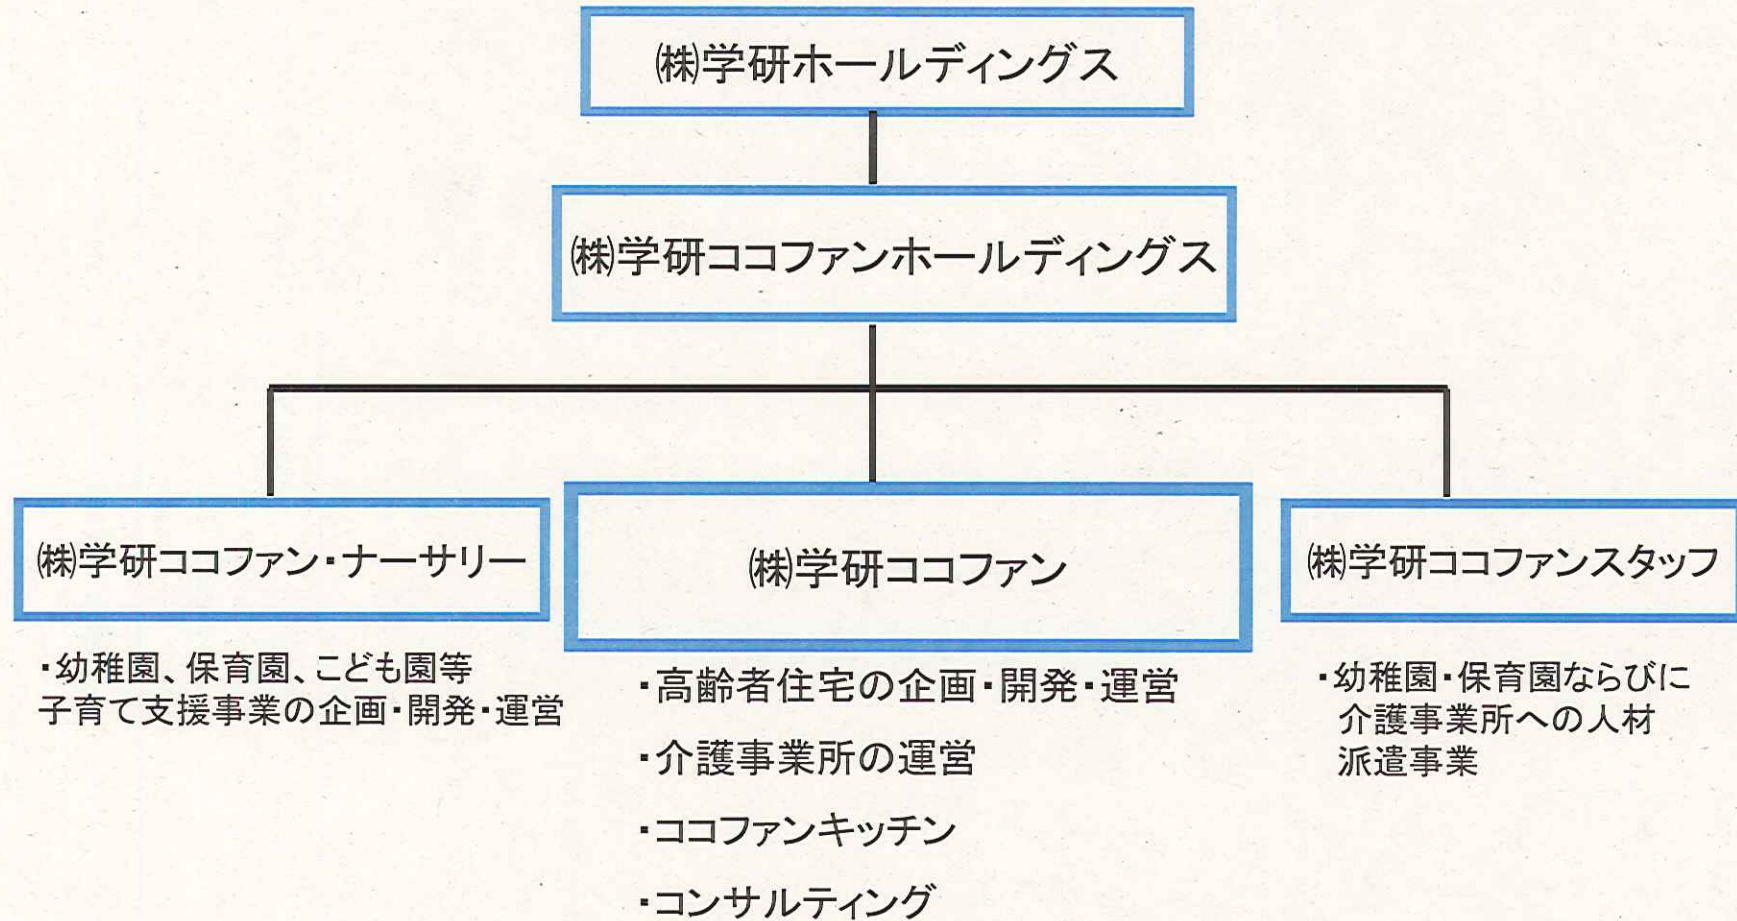 ㈱学研ホールディングス
㈱学研ココファンホールディングス
㈱学研ココファン・ナーサリー
・幼稚園、保育園、こども園等
子育て支援事業の企画・開発・運営
㈱学研ココファン
・高齢者住宅の企画・開発・運営
・介護事業所の運営
・ココファンキッチン
・コンサルティング
㈱学研ココファンスタッフ
・幼稚園・保育園ならびに
介護事業所への人材
派遣事業